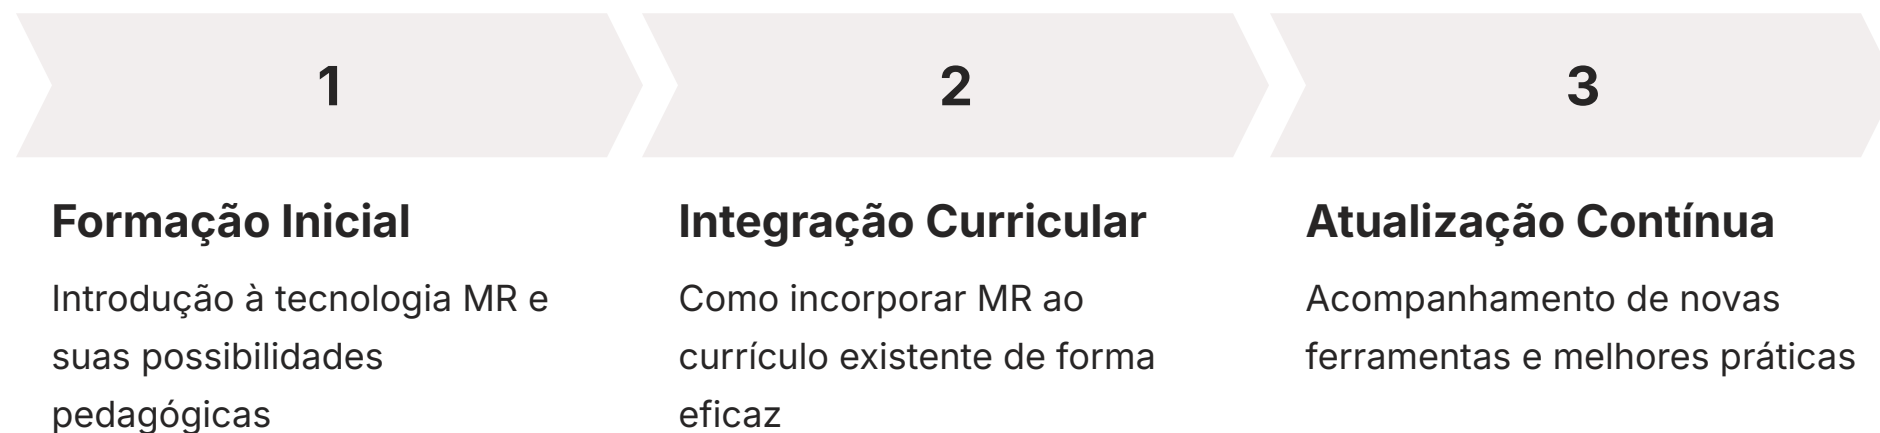 1
Formação Inicial
Introdução à tecnologia MR e
suas possibilidades
pedagógicas
2
Integração Curricular
Como incorporar MR ao
currículo existente de forma
eficaz
3
Atualização Contínua
Acompanhamento de novas
ferramentas e melhores práticas